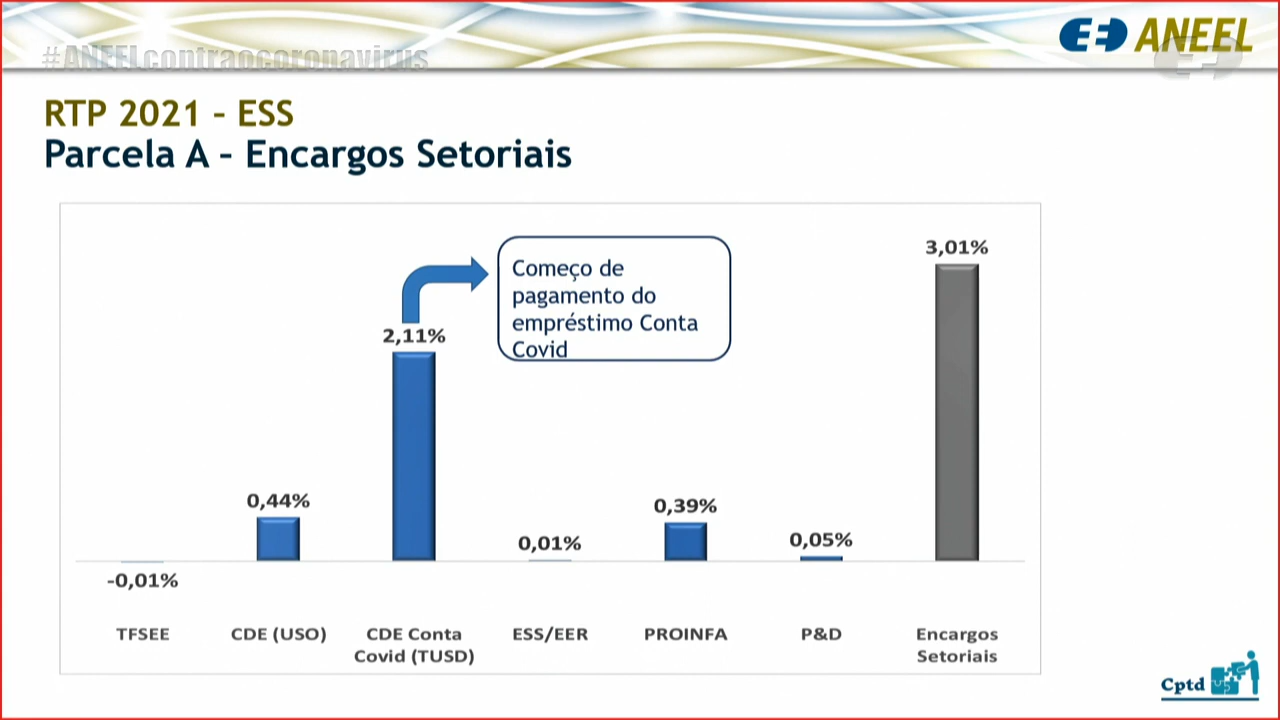 #ANEELcontraocoronavirus
ANEEL
RTP 2021 – ESS
Parcela A – Encargos Setoriais
Começo de
pagamento do
empréstimo Conta
Covid
3,01%
2,11%
0,44%
0,01%
0,39%
0,05%
-0,01%
TFSEE
CDE (USO)
CDE Conta
Covid (TUSD)
ESS/EER
PROINFA
P&D
Encargos
Setoriais
Cptd